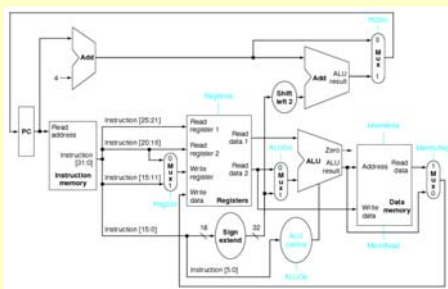 PCSrc
0
M
u
x
1
Add
4
Add
ALU
result
Shift
left 2
RegWrite
PC
Read
address
Instruction
[31:0]
Instruction
memory
Instruction [25:21]
Instruction [20:16]
Instruction [15:11]
Instruction [15:0]
Instruction [5:0]
0
M
u
x
1
RegDst
Read
register 1
Read
register 2
Write
register
Write
data
Read
data 1
Read
data 2
Registers
16
Sign
extend
32
ALUSrc
0
M
u
x
1
ALU
Zero
ALU
result
ALU
control
ALUOp
MemWrite
Address
Read
data
Data
memory
Write
data
MemRead
MemtoReg
1
M
u
x
0